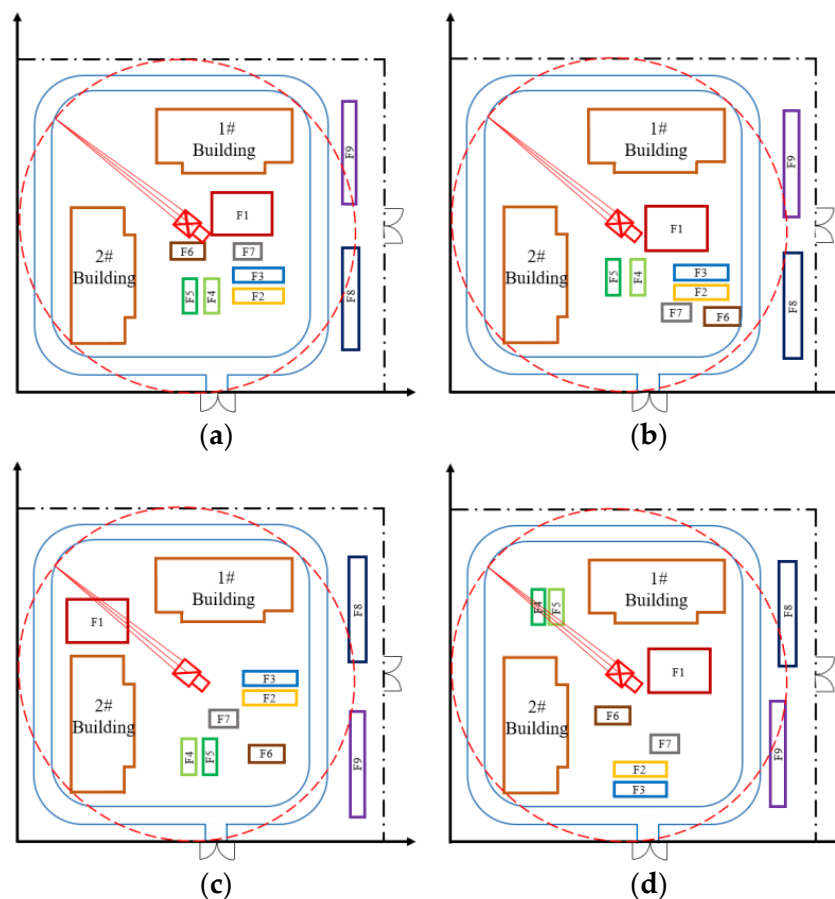 1#
Building
F9
F1
2#
Building
F6
F7
F3
F5
F4
F2
F8
(a)
1#
Building
F9
F1
2#
Building
F5
F4
F3
F2
F7
F6
F8
(b)
1#
Building
F8
F1
2#
Building
F3
F2
F7
F4
F5
F6
F9
(c)
1#
Building
F4
F5
F8
F1
2#
Building
F6
F7
F2
F3
F9
(d)